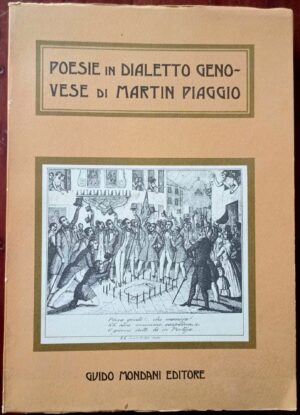 POESIE IN DIALETTO GENO-
VESE DI MARTIN PIAGGIO
GUIDO MONDANI EDITORE